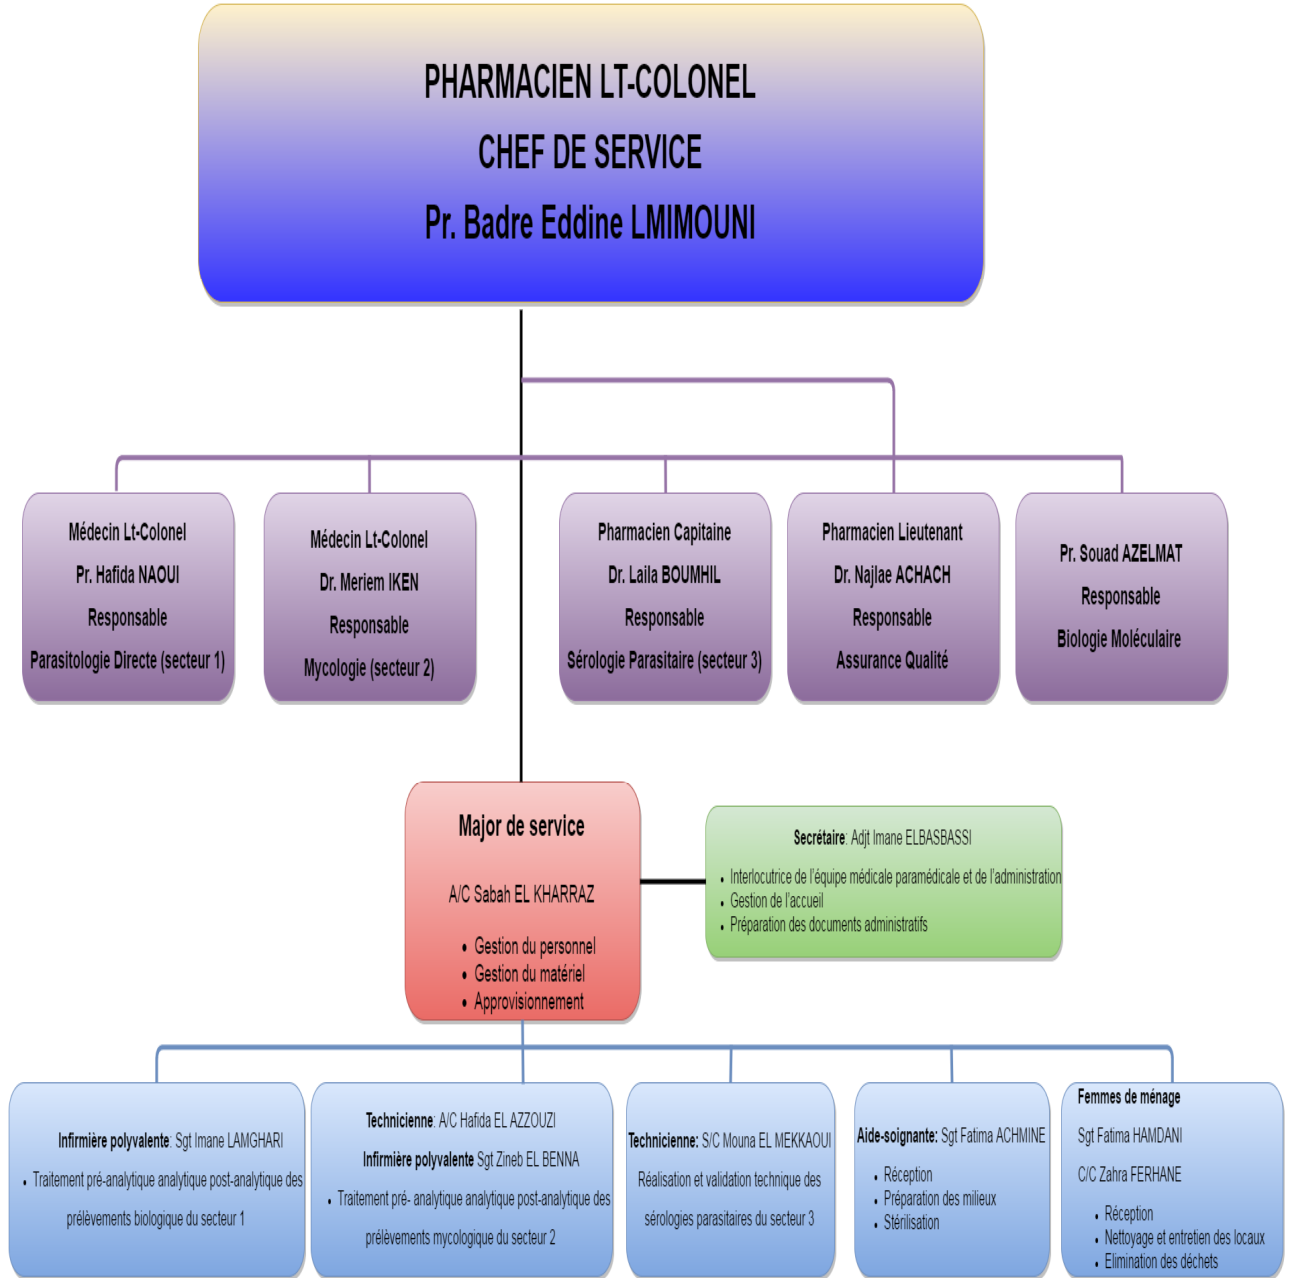 PHARMACIEN LT-COLONEL
CHEF DE SERVICE
Pr. Badre Eddine LMIMOUNI
Médecin Lt-Colonel
Pr. Hafida NAOUI
Responsable
Parasitologie Directe (secteur 1)
Médecin Lt-Colonel
Dr. Meriem IKEN
Responsable
Mycologie (secteur 2)
Pharmacien Capitaine
Dr. Laila BOUMHIL
Responsable
Sérologie Parasitaire (secteur 3)
Pharmacien Lieutenant
Dr. Najlae ACHACH
Responsable
Assurance Qualité
Pr. Souad AZELMAT
Responsable
Biologie Moléculaire
Major de service
A/C Sabah EL KHARRAZ
• Gestion du personnel
• Gestion du matériel
• Approvisionnement
Secrétaire: Adjt Imane ELBASBASSI
• Interlocutrice de l'équipe médicale paramédicale et de l'administration
• Gestion de l'accueil
• Préparation des documents administratifs
Infirmière polyvalente: Sgt Imane LAMGHARI
• Traitement pré-analytique analytique post-analytique des
prélèvements biologique du secteur 1
Technicienne: A/C Hafida EL AZZOUZI
Infirmière polyvalente Sgt Zineb EL BENNA
• Traitement pré- analytique analytique post-analytique des
prélèvements mycologique du secteur 2
Technicienne: S/C Mouna EL MEKKAOUI
Réalisation et validation technique des
sérologies parasitaires du secteur 3
Aide-soignante: Sgt Fatima ACHMINE
• Réception
• Préparation des milieux
• Stérilisation
Femmes de ménage
Sgt Fatima HAMDANI
C/C Zahra FERHANE
• Réception
• Nettoyage et entretien des locaux
• Elimination des déchets